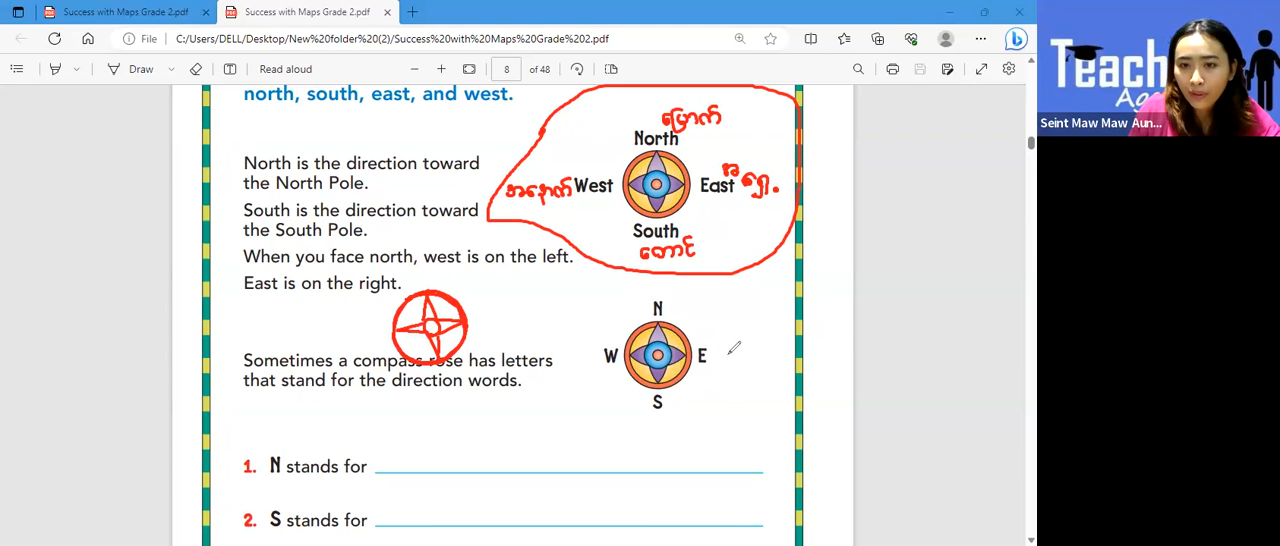 Success with Maps Grade 2.pdf
Success with Maps Grade 2.pdf
File
C:/Users/DELL/Desktop/New%20folder%20(2)/Success%20with%20Maps%20Grade%202.pdf
Draw
Read aloud
8 of 48
north, south, east, and west.
North is the direction toward
the North Pole.
South is the direction toward
the South Pole.
When you face north, west is on the left.
East is on the right.
မြောက်
North
အနောက် West
East အရှေ့
South
တောင်
Sometimes a compass rose has letters
that stand for the direction words.
N
W E
S
1. N stands for
2. S stands for
Teach
Seint Maw Maw Aun...